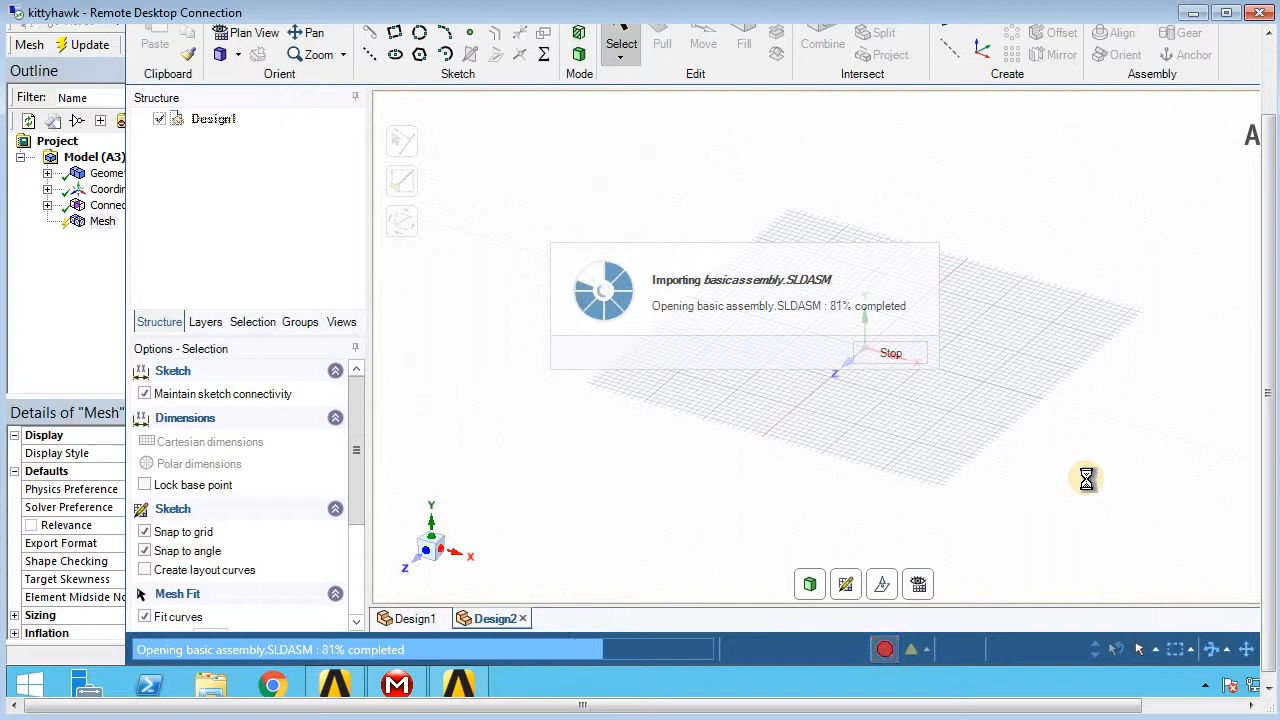 kittyhawk - Remote Desktop Connection
Mesh
Update
Outline
Filter: Name
Project
Model (A3)
Geome
Coordin
Connec
Mesh
Details of "Mesh"
Display
Display Style
Defaults
Physics Preference
Solver Preference
Relevance
Export Format
Shape Checking
Target Skewness
Element Midside No
Sizing
Inflation
Paste
Clipboard
Plan View
Pan
Zoom
Orient
Sketch
Mode
Select
Pull
Move
Fill
Edit
Combine
Split
Project
Intersect
Offset
Mirror
Create
Align
Gear
Orient
Anchor
Assembly
Structure
Design1
Structure
Layers
Selection
Groups
Views
Options - Selection
Sketch
Maintain sketch connectivity
Dimensions
Cartesian dimensions
Polar dimensions
Lock base point
Sketch
Snap to grid
Snap to angle
Create layout curves
Mesh Fit
Fit curves
A
Importing basic assembly.SLDASM
Opening basic assembly.SLDASM : 81% completed
Stop
Z
X
Y
X
Z
Design1
Design2
Opening basic assembly.SLDASM : 81% completed